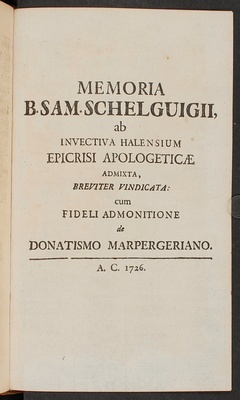 MEMORIA
B.SAM.SCHELGUIGII,
ab
INVECTIVA HALENSIUM
EPICRISI APOLOGETICÆ
ADMIXTA,
BREVITER VINDICATA:
cum
FIDELI ADMONITIONE
de
DONATISMO MARPERGERIANO.
A. C. 1726.